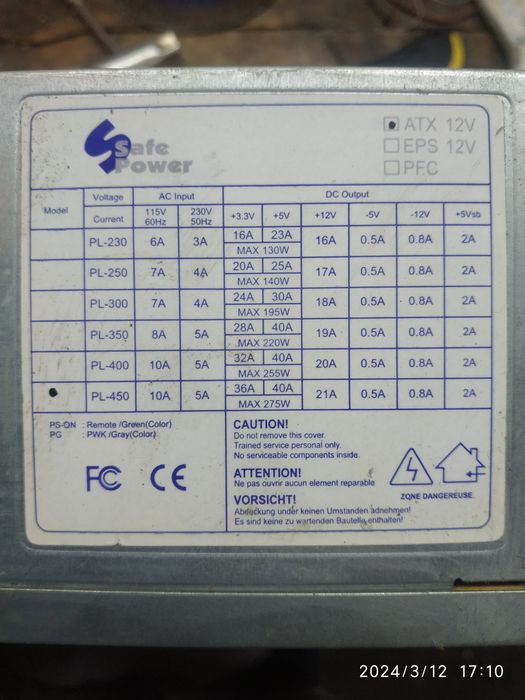 Safe
Power
ATX 12V
EPS 12V
PFC
Model Voltage AC Input DC Output
Current 115V 60Hz 230V 50Hz +3.3V +5V +12V -5V -12V +5Vsb
PL-230 6A 3A 16A 23A 16A 0.5A 0.8A 2A
MAX 130W
PL-250 7A 4A 20A 25A 17A 0.5A 0.8A 2A
MAX 140W
PL-300 7A 4A 24A 30A 18A 0.5A 0.8A 2A
MAX 195W
PL-350 8A 5A 28A 40A 19A 0.5A 0.8A 2A
MAX 220W
PL-400 10A 5A 32A 40A 20A 0.5A 0.8A 2A
MAX 255W
PL-450 10A 5A 36A 40A 21A 0.5A 0.8A 2A
MAX 275W
PS-ON : Remote /Green(Color)
PG : PWK /Gray(Color)
FC CE
CAUTION!
Do not remove this cover.
Trained service personal only.
No serviceable components inside.
ATTENTION!
Ne pas ouvrir aucun element reparable
VORSICHT!
Abdeckung under keinen Umstanden adnehmen!
Es sind keine zu wartenden Bautelle enthalten!
ZONE DANGEREUSE.
2024/3/12 17:10